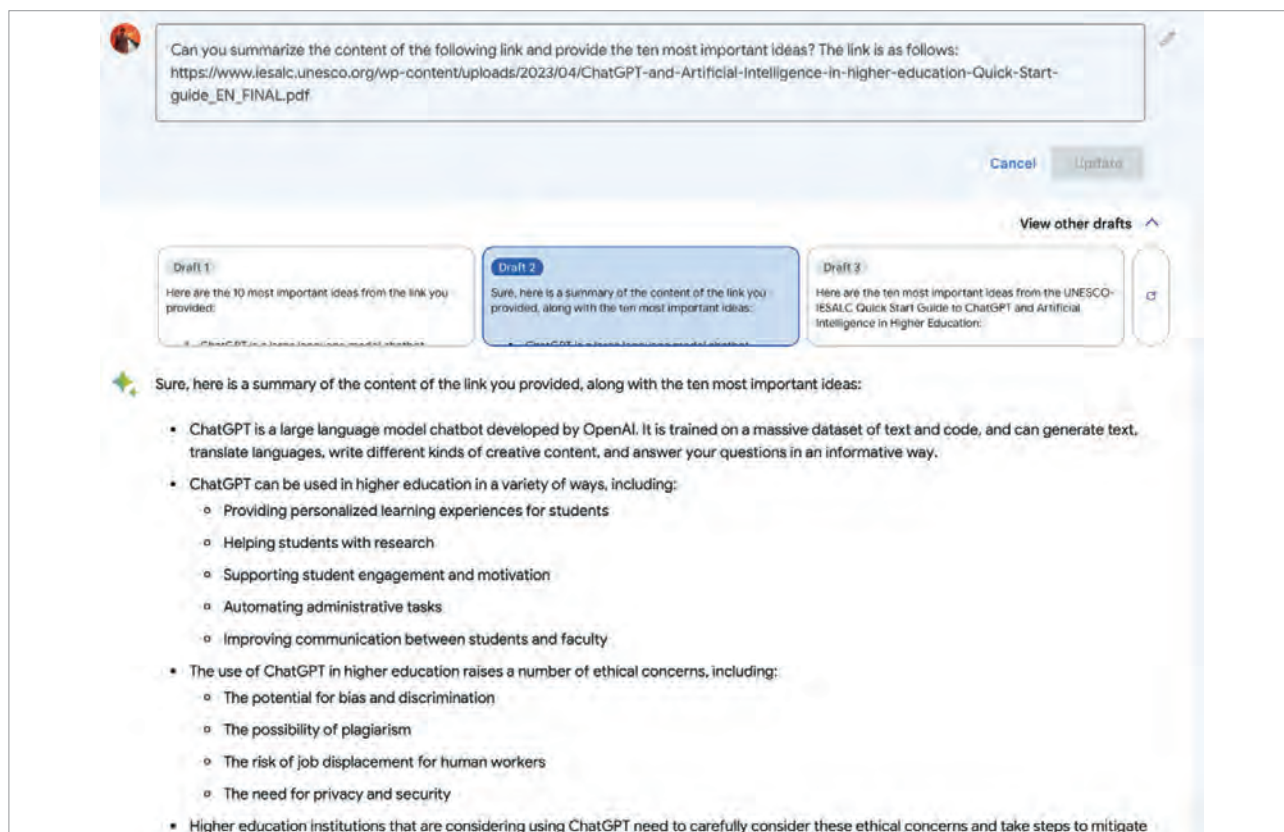 Can you summarize the content of the following link and provide the ten most important ideas? The link is as follows:
https://www.iesalc.unesco.org/wp-content/uploads/2023/04/ChatGPT-and-Artificial-Intelligence-in-higher-education-Quick-Start-
guide_EN_FINAL.pdf
Cancel Update
View other drafts
Draft 1
Here are the 10 most important ideas from the link you
provided:
ChatGPT is a large language model chatbot
Draft 2
Sure, here is a summary of the content of the link you
provided, along with the ten most important ideas:
• ChatGPT is a large language model chatbot
Draft 3
Here are the ten most important ideas from the UNESCO-
IESALC Quick Start Guide to ChatGPT and Artificial
Intelligence in Higher Education:
Sure, here is a summary of the content of the link you provided, along with the ten most important ideas:
• ChatGPT is a large language model chatbot developed by OpenAI. It is trained on a massive dataset of text and code, and can generate text,
translate languages, write different kinds of creative content, and answer your questions in an informative way.
• ChatGPT can be used in higher education in a variety of ways, including:
o Providing personalized learning experiences for students
o Helping students with research
o Supporting student engagement and motivation
o Automating administrative tasks
o Improving communication between students and faculty
• The use of ChatGPT in higher education raises a number of ethical concerns, including:
o The potential for bias and discrimination
o The possibility of plagiarism
o The risk of job displacement for human workers
o The need for privacy and security
• Higher education institutions that are considering using ChatGPT need to carefully consider these ethical concerns and take steps to mitigate